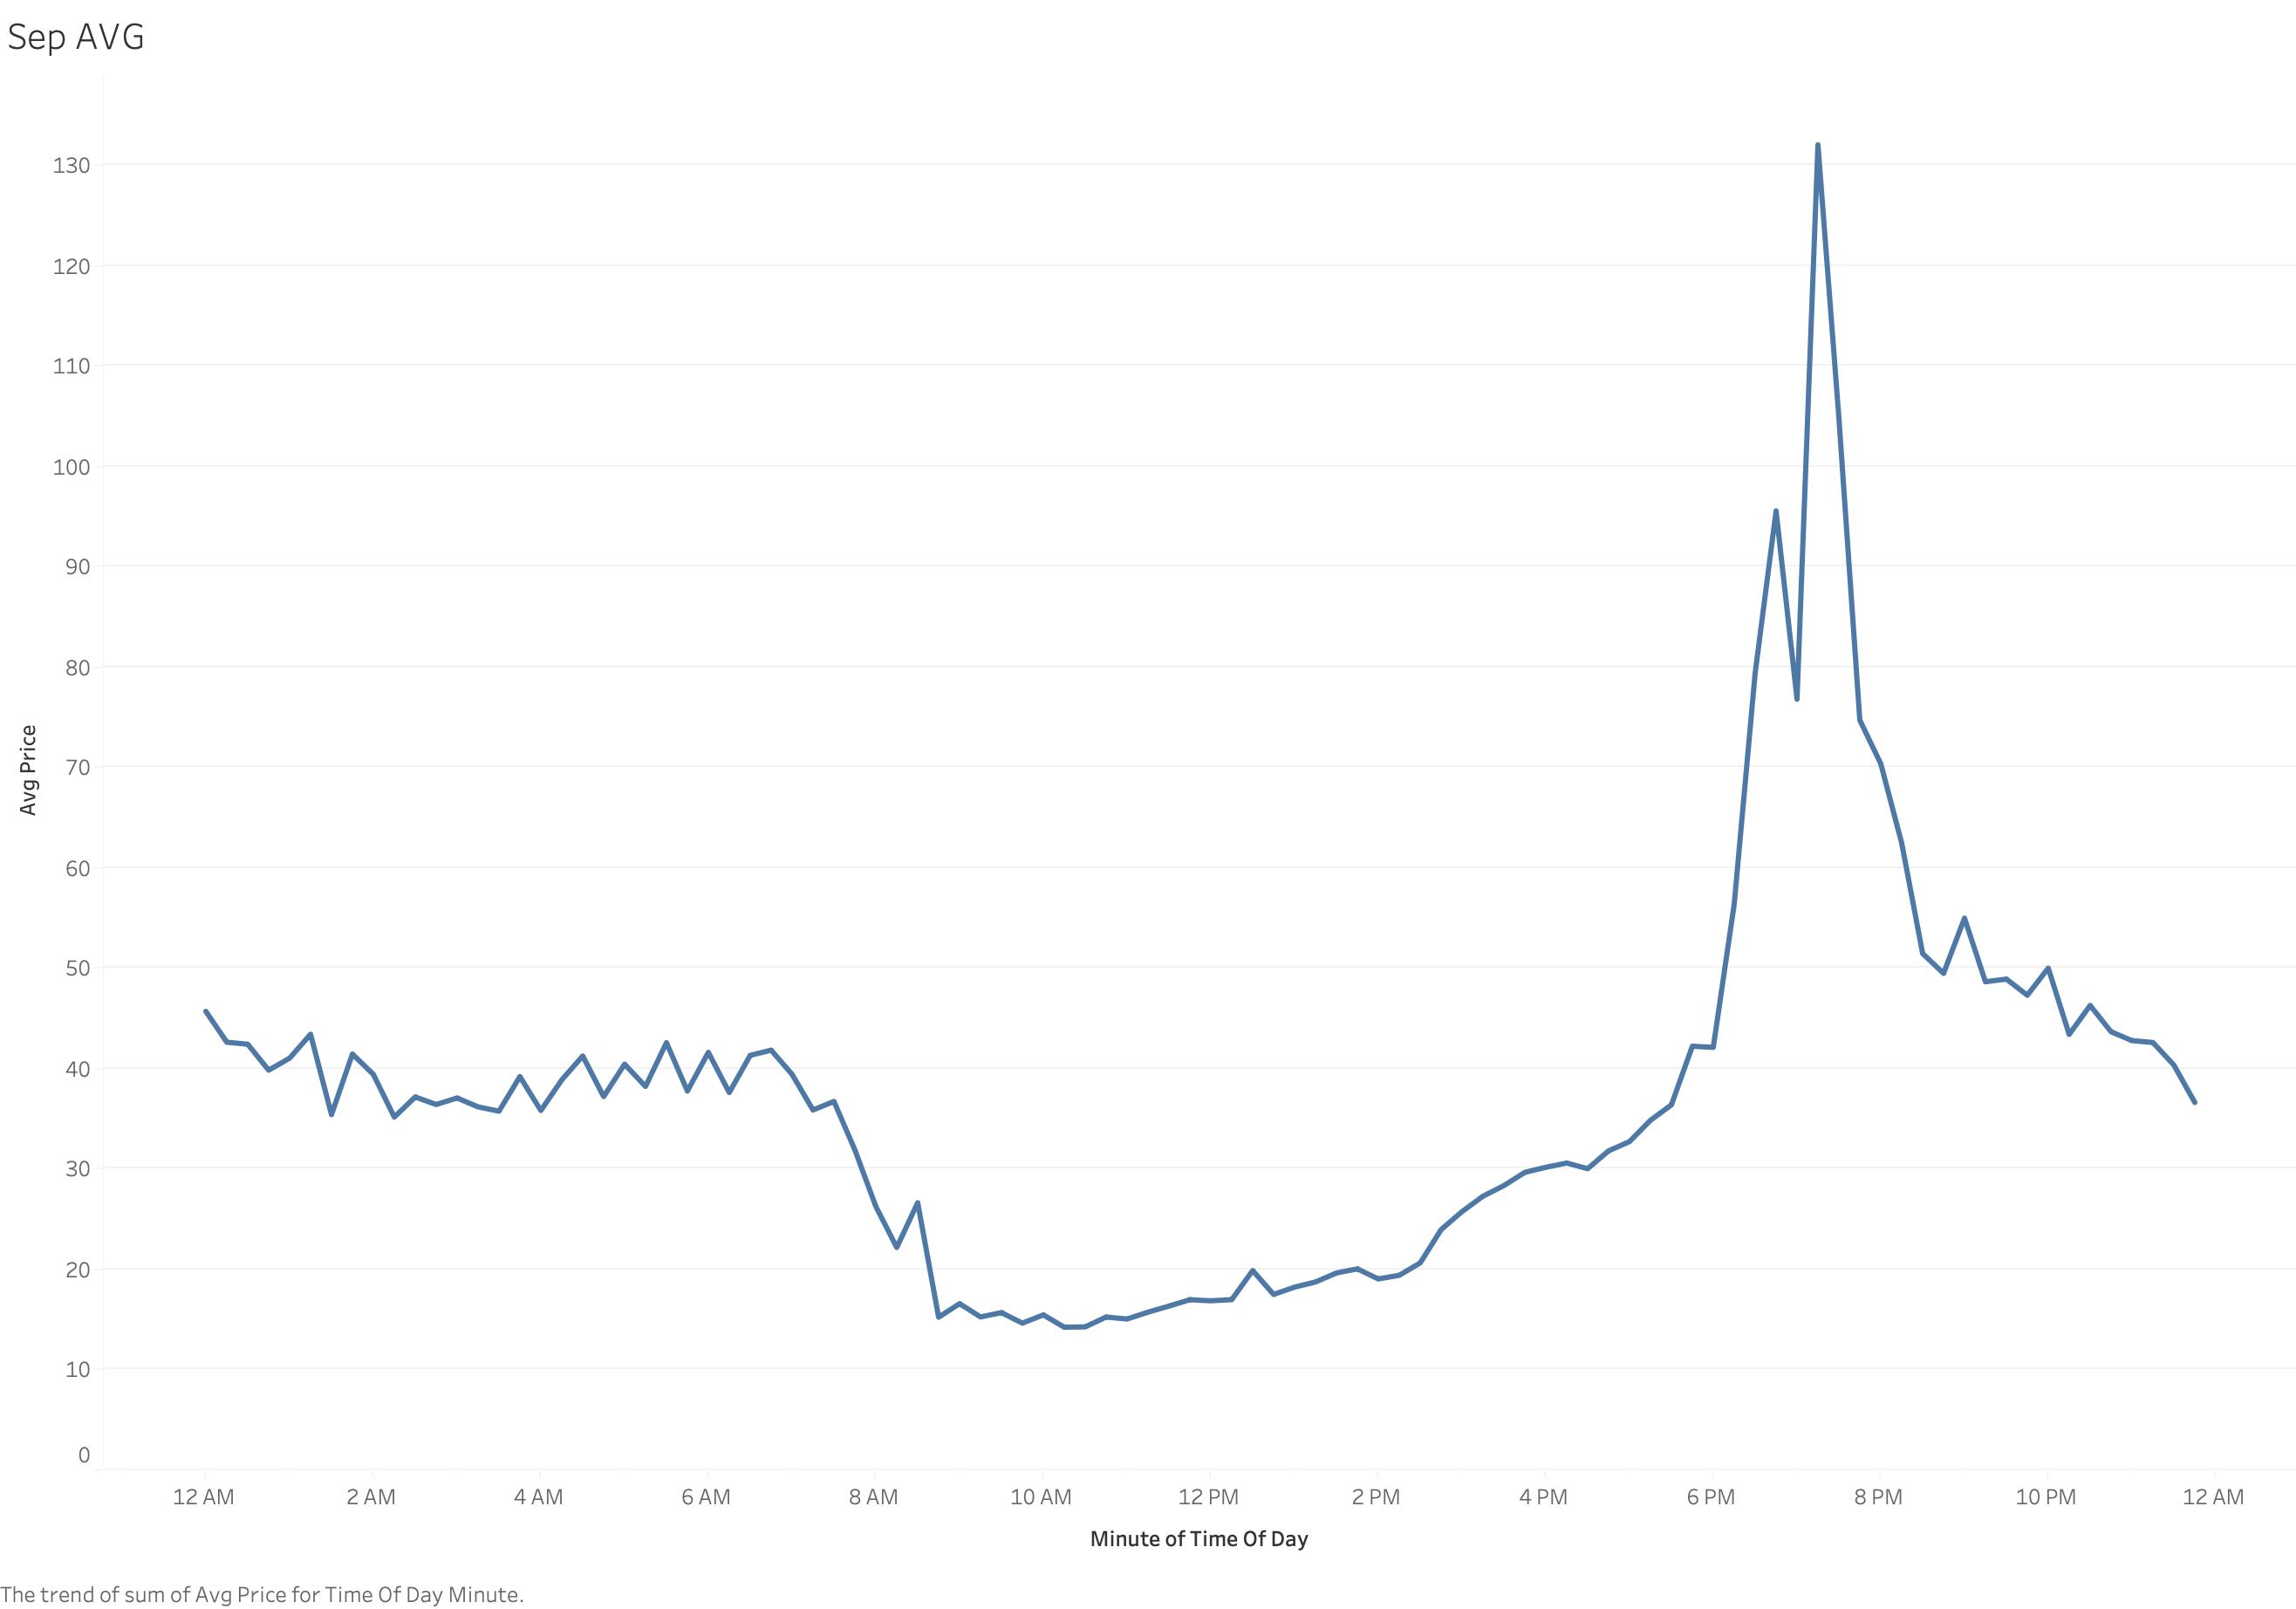 Sep AVG
130
120
110
100
90
80
70
60
50
40
30
20
10
0
Avg Price
12 AM 2 AM 4 AM 6 AM 8 AM 10 AM 12 PM 2 PM 4 PM 6 PM 8 PM 10 PM 12 AM
Minute of Time Of Day
The trend of sum of Avg Price for Time Of Day Minute.